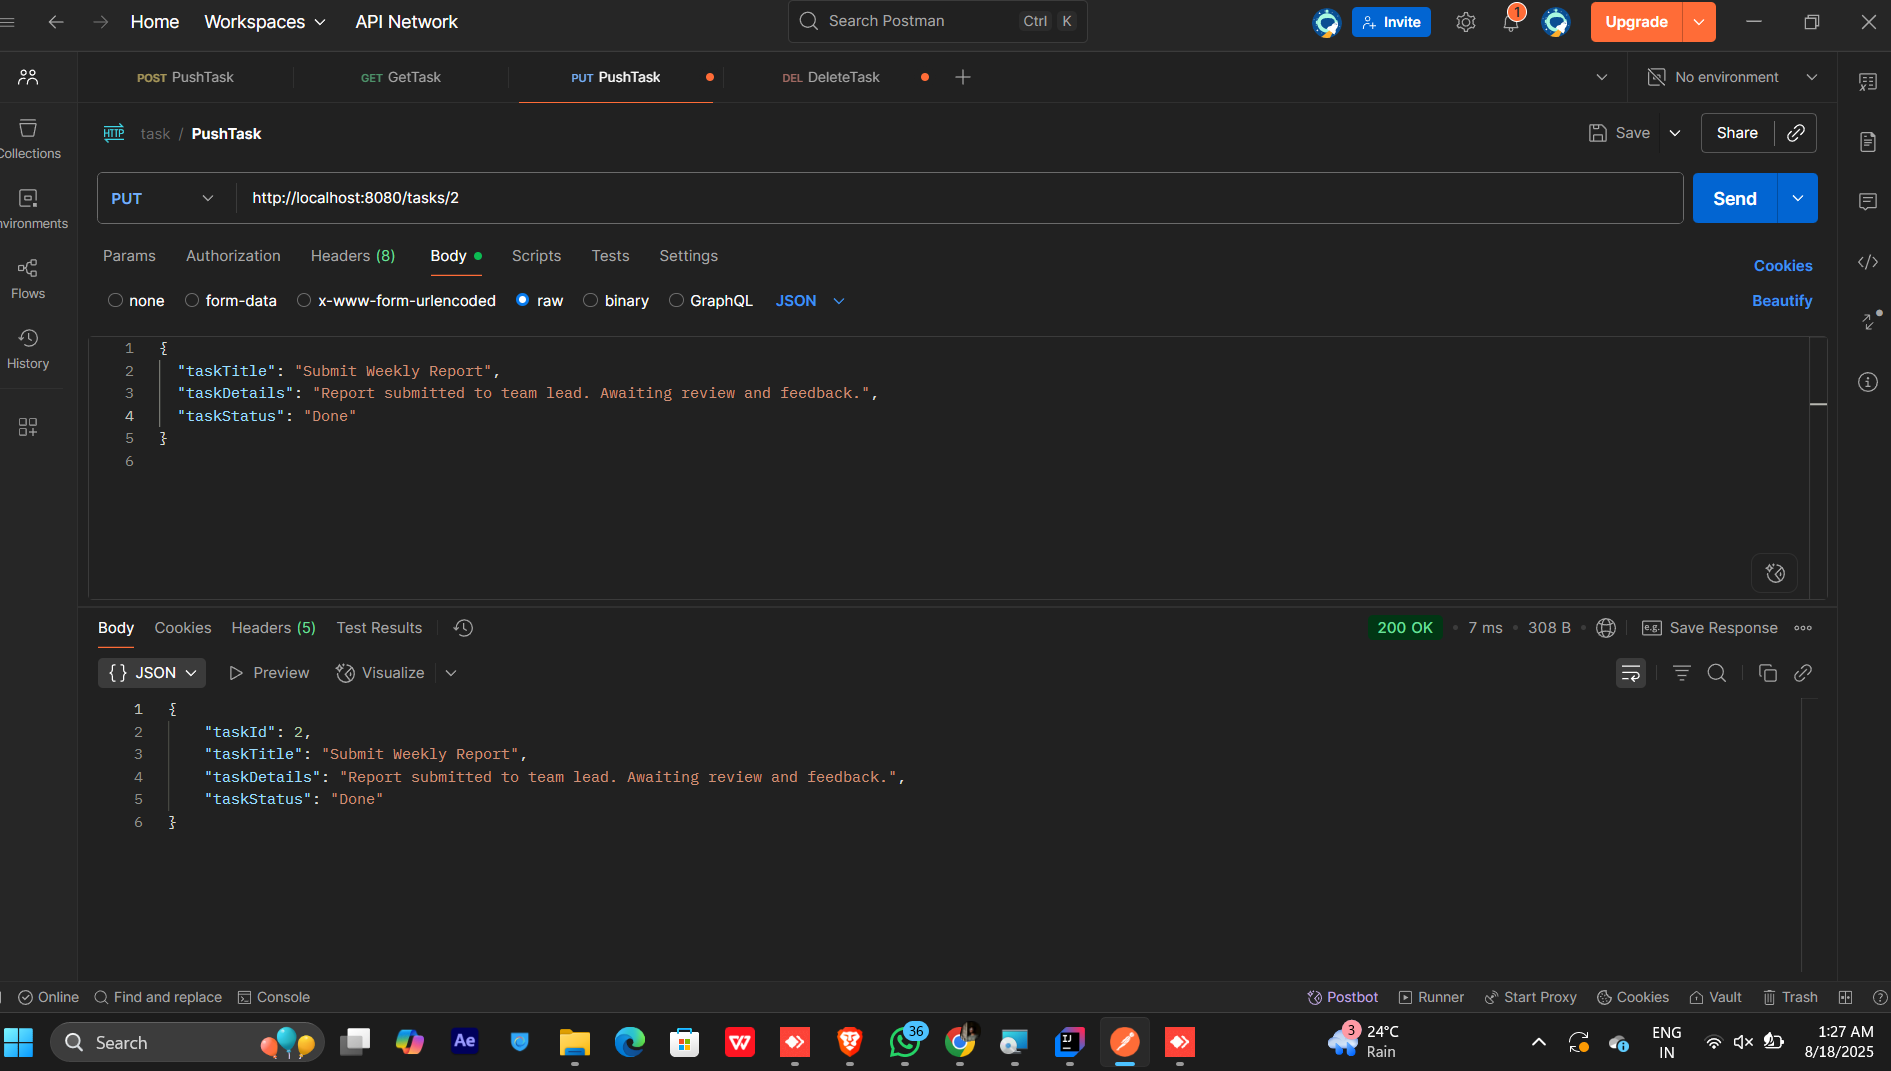 Home Workspaces API Network Search Postman Ctrl K Invite 1 Upgrade
POST PushTask GET GetTask PUT PushTask DEL DeleteTask No environment
HTTP task / PushTask Save Share
Collections
PUT http://localhost:8080/tasks/2 Send
nvironments
Params Authorization Headers (8) Body Scripts Tests Settings Cookies
Flows
none form-data x-www-form-urlencoded raw binary GraphQL JSON Beautify
History
1 {
2 "taskTitle": "Submit Weekly Report",
3 "taskDetails": "Report submitted to team lead. Awaiting review and feedback.",
4 "taskStatus": "Done"
5 }
6
Body Cookies Headers (5) Test Results 200 OK 7 ms 308 B e.g. Save Response
{} JSON Preview Visualize
1 {
2 "taskId": 2,
3 "taskTitle": "Submit Weekly Report",
4 "taskDetails": "Report submitted to team lead. Awaiting review and feedback.",
5 "taskStatus": "Done"
6 }
Online Find and replace Console Postbot Runner Start Proxy Cookies Vault Trash
Search Ae W 36 IJ 3 24°C ENG 1:27 AM
Rain IN 8/18/2025